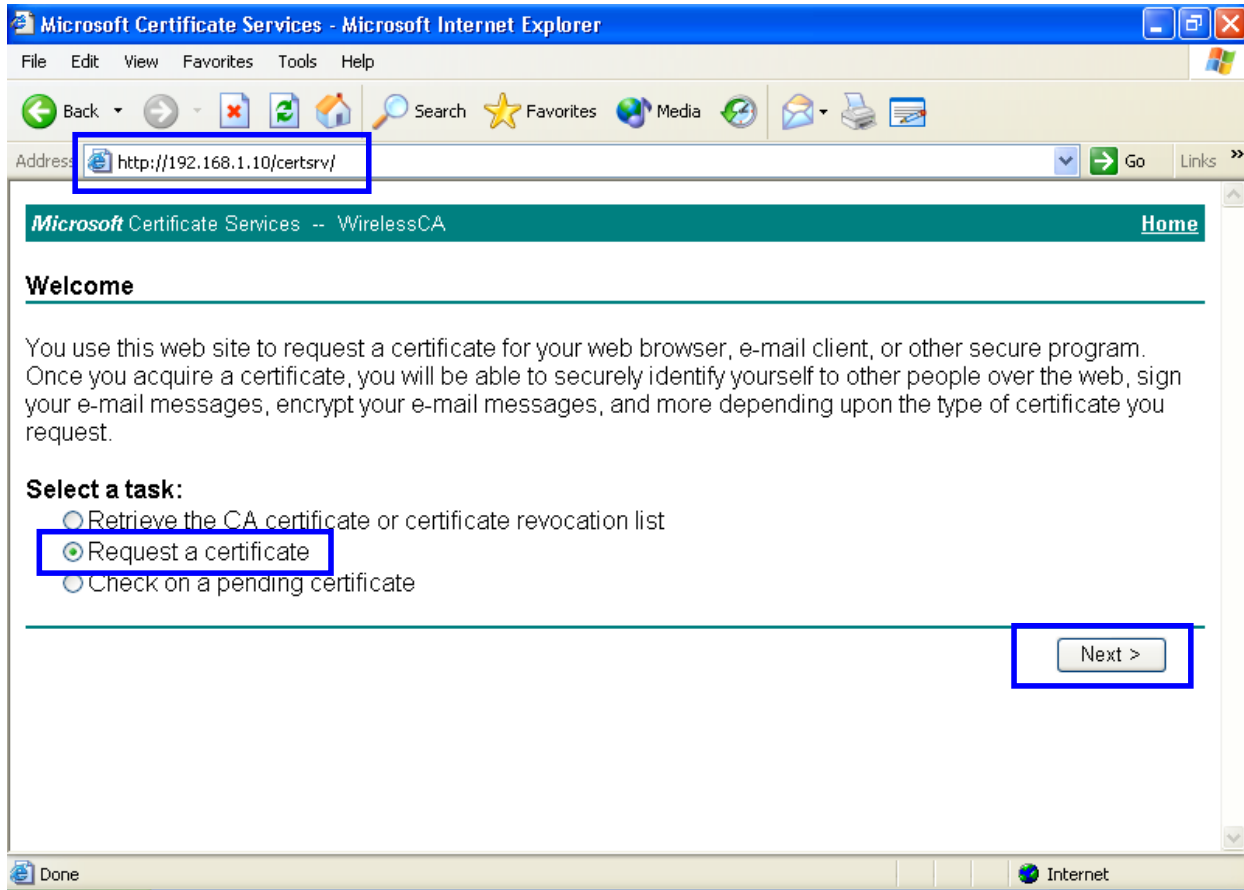 Microsoft Certificate Services - Microsoft Internet Explorer
File Edit View Favorites Tools Help
Back Search Favorites Media
Address http://192.168.1.10/certsrv/ Go Links »
Microsoft Certificate Services -- WirelessCA Home
Welcome
You use this web site to request a certificate for your web browser, e-mail client, or other secure program.
Once you acquire a certificate, you will be able to securely identify yourself to other people over the web, sign
your e-mail messages, encrypt your e-mail messages, and more depending upon the type of certificate you
request.
Select a task:
Retrieve the CA certificate or certificate revocation list
Request a certificate
Check on a pending certificate
Next >
Done Internet